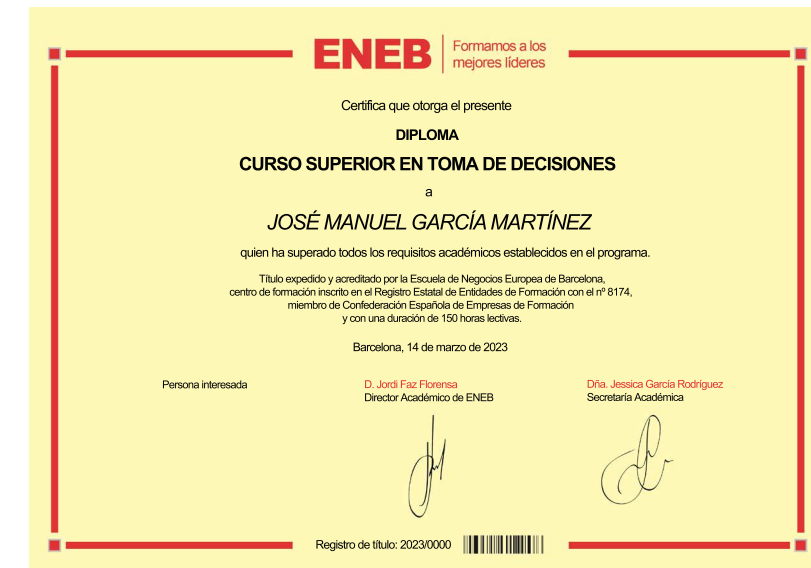 ENEB
Formamos a los
mejores líderes
Certifica que otorga el presente
DIPLOMA
CURSO SUPERIOR EN TOMA DE DECISIONES
a
JOSÉ MANUEL GARCÍA MARTÍNEZ
quien ha superado todos los requisitos académicos establecidos en el programa.
Título expedido y acreditado por la Escuela de Negocios Europea de Barcelona,
centro de formación inscrito en el Registro Estatal de Entidades de Formación con el nº 8174,
miembro de Confederación Española de Empresas de Formación
y con una duración de 150 horas lectivas.
Barcelona, 14 de marzo de 2023
Persona interesada
D. Jordi Faz Florensa
Director Académico de ENEB
Dña. Jessica García Rodríguez
Secretaría Académica
Registro de título: 2023/0000